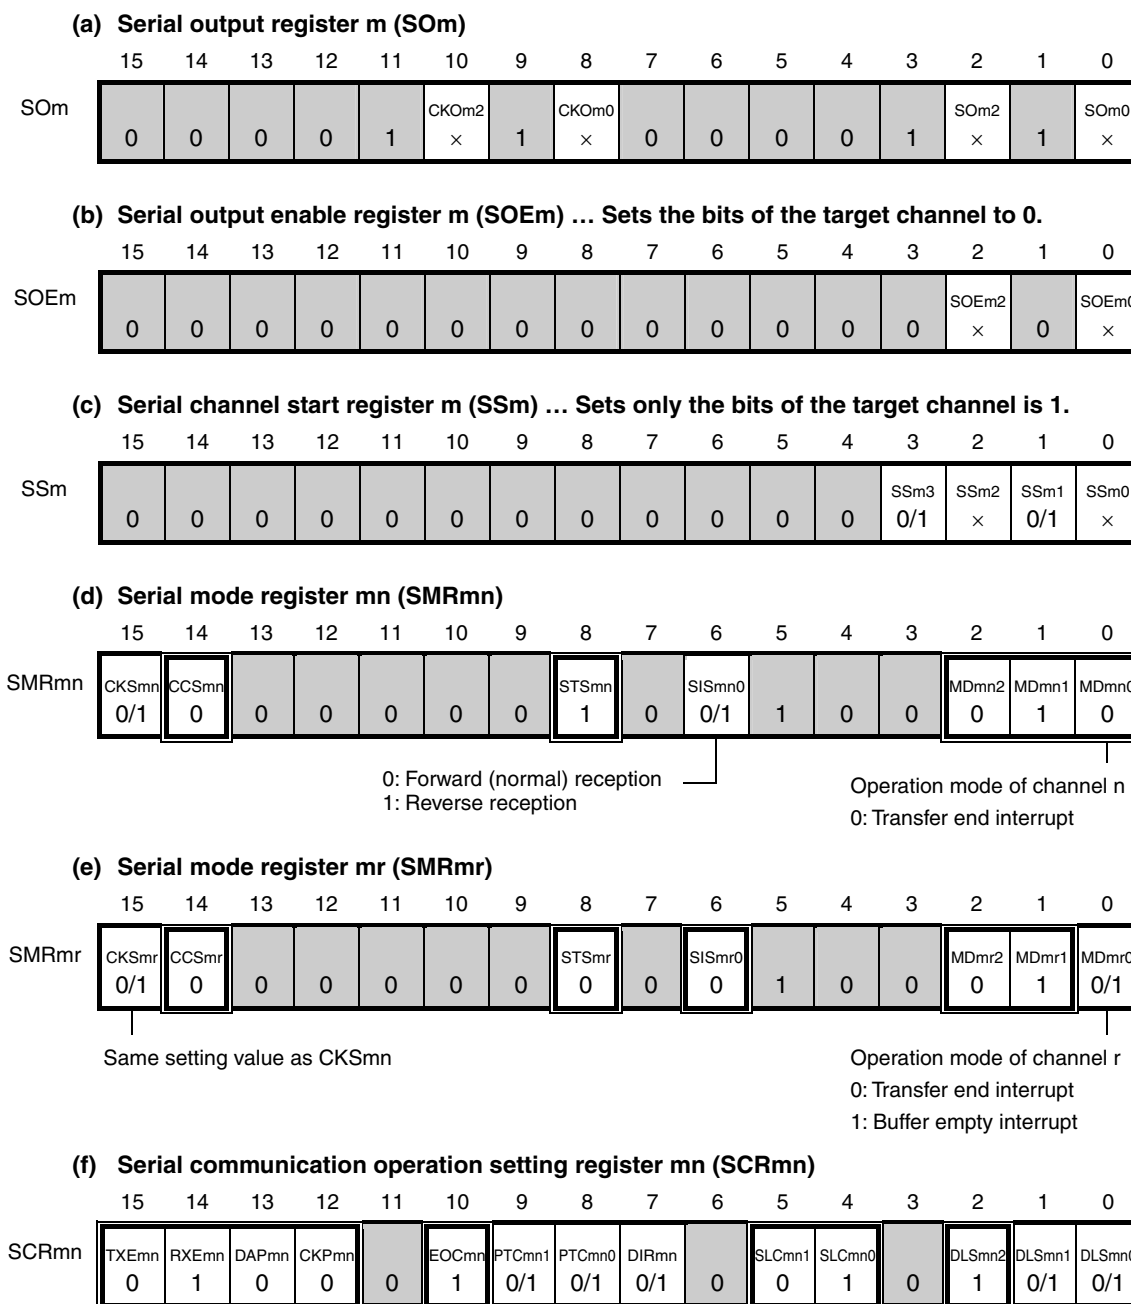 (a) Serial output register m (SOm)
15 14 13 12 11 10 9 8 7 6 5 4 3 2 1 0
SOm
CKOm2 CKOm0 SOm2 SOm0
0 0 0 0 1 × 1 × 0 0 0 0 1 × 1 ×
(b) Serial output enable register m (SOEm) … Sets the bits of the target channel to 0.
15 14 13 12 11 10 9 8 7 6 5 4 3 2 1 0
SOEm
SOEm2 SOEm0
0 0 0 0 0 0 0 0 0 0 0 0 0 × 0 ×
(c) Serial channel start register m (SSm) … Sets only the bits of the target channel is 1.
15 14 13 12 11 10 9 8 7 6 5 4 3 2 1 0
SSm
SSm3 SSm2 SSm1 SSm0
0 0 0 0 0 0 0 0 0 0 0 0 0/1 × 0/1 ×
(d) Serial mode register mn (SMRmn)
15 14 13 12 11 10 9 8 7 6 5 4 3 2 1 0
SMRmn
CKSmn CCSmn STSmn SISmn0 MDmn2 MDmn1 MDmn0
0/1 0 0 0 0 0 0 1 0 0/1 1 0 0 0 1 0
0: Forward (normal) reception
1: Reverse reception
Operation mode of channel n
0: Transfer end interrupt
(e) Serial mode register mr (SMRmr)
15 14 13 12 11 10 9 8 7 6 5 4 3 2 1 0
SMRmr
CKSmr CCSmr STSmr SISmr0 MDmr2 MDmr1 MDmr0
0/1 0 0 0 0 0 0 0 0 0 1 0 0 0 1 0/1
Same setting value as CKSmn
Operation mode of channel r
0: Transfer end interrupt
1: Buffer empty interrupt
(f) Serial communication operation setting register mn (SCRmn)
15 14 13 12 11 10 9 8 7 6 5 4 3 2 1 0
SCRmn
TXEmn RXEmn DAPmn CKPmn EOCmn PTCmn1 PTCmn0 DIRmn SLCmn1 SLCmn0 DLSmn2 DLSmn1 DLSmn0
0 1 0 0 0 1 0/1 0/1 0/1 0 0 1 0 1 0/1 0/1